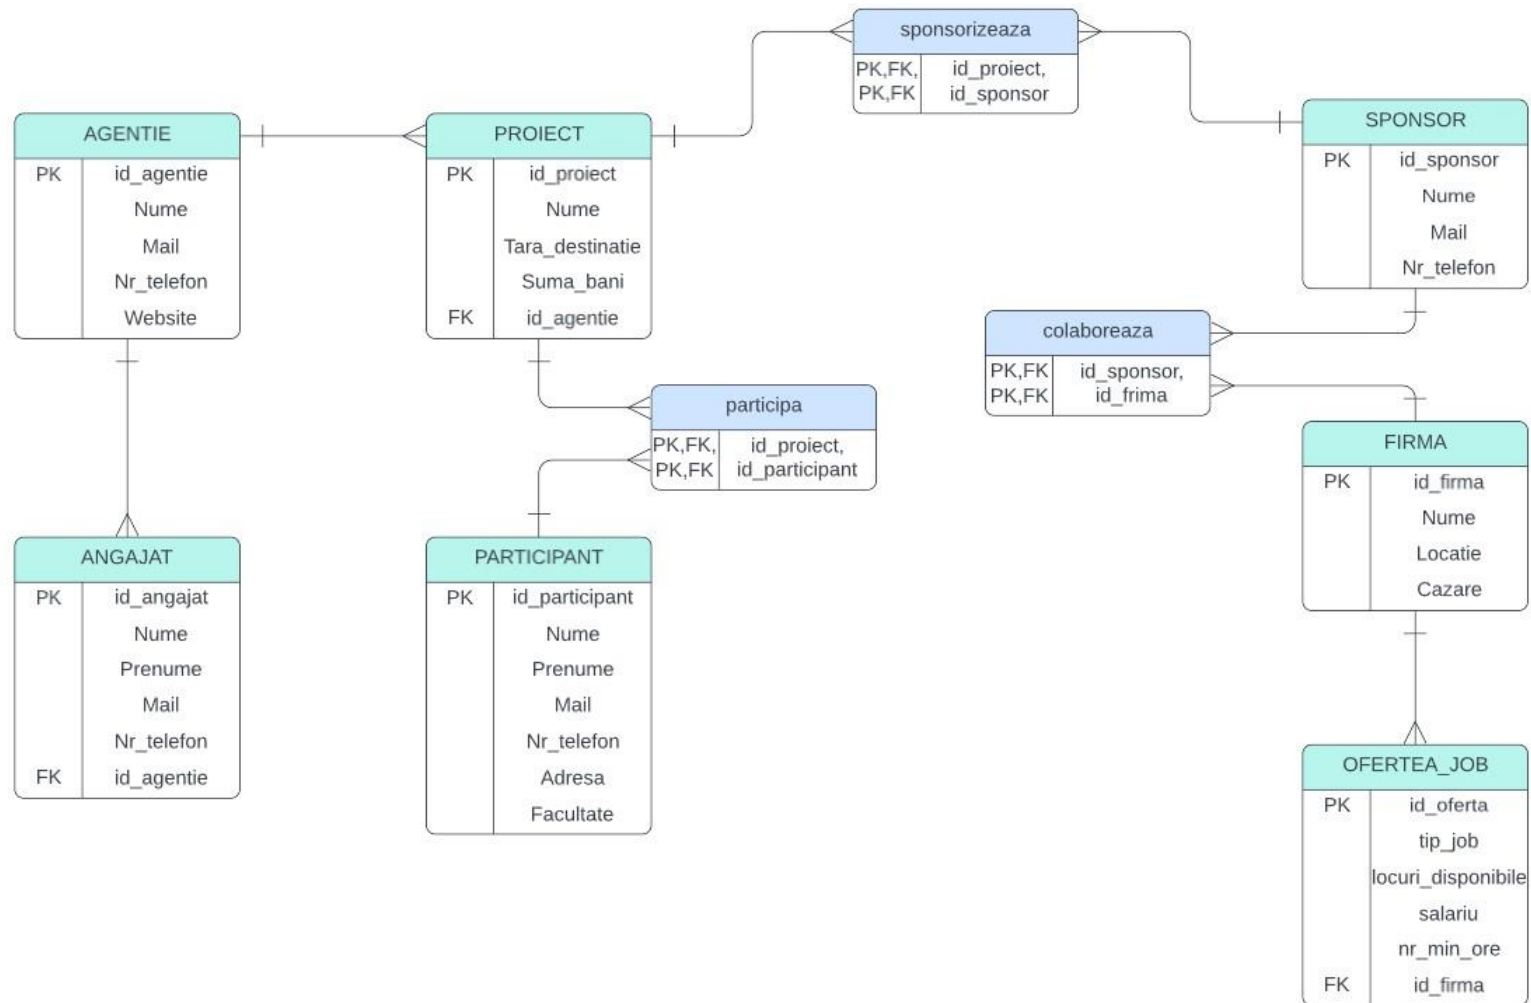 sponsorizeaza
PK,FK, id_proiect,
PK,FK id_sponsor
AGENTIE
PK id_agentie
Nume
Mail
Nr_telefon
Website
PROIECT
PK id_proiect
Nume
Tara_destinatie
Suma_bani
FK id_agentie
SPONSOR
PK id_sponsor
Nume
Mail
Nr_telefon
colaboreaza
PK,FK id_sponsor,
PK,FK id_frima
participa
PK,FK, id_proiect,
PK,FK id_participant
FIRMA
PK id_firma
Nume
Locatie
Cazare
ANGAJAT
PK id_angajat
Nume
Prenume
Mail
Nr_telefon
FK id_agentie
PARTICIPANT
PK id_participant
Nume
Prenume
Mail
Nr_telefon
Adresa
Facultate
OFERTEA_JOB
PK id_oferta
tip_job
locuri_disponibile
salariu
nr_min_ore
FK id_firma